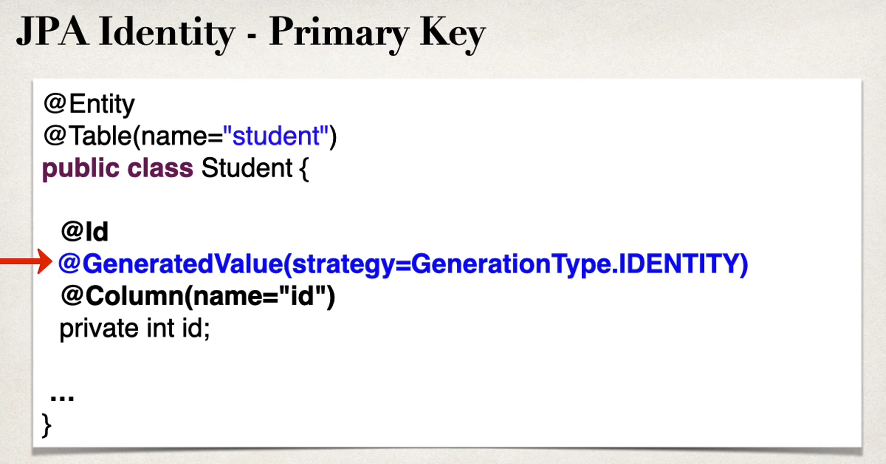 JPA Identity - Primary Key
@Entity
@Table(name="student")
public class Student {
@Id
@GeneratedValue(strategy=GenerationType.IDENTITY)
@Column(name="id")
private int id;
...
}